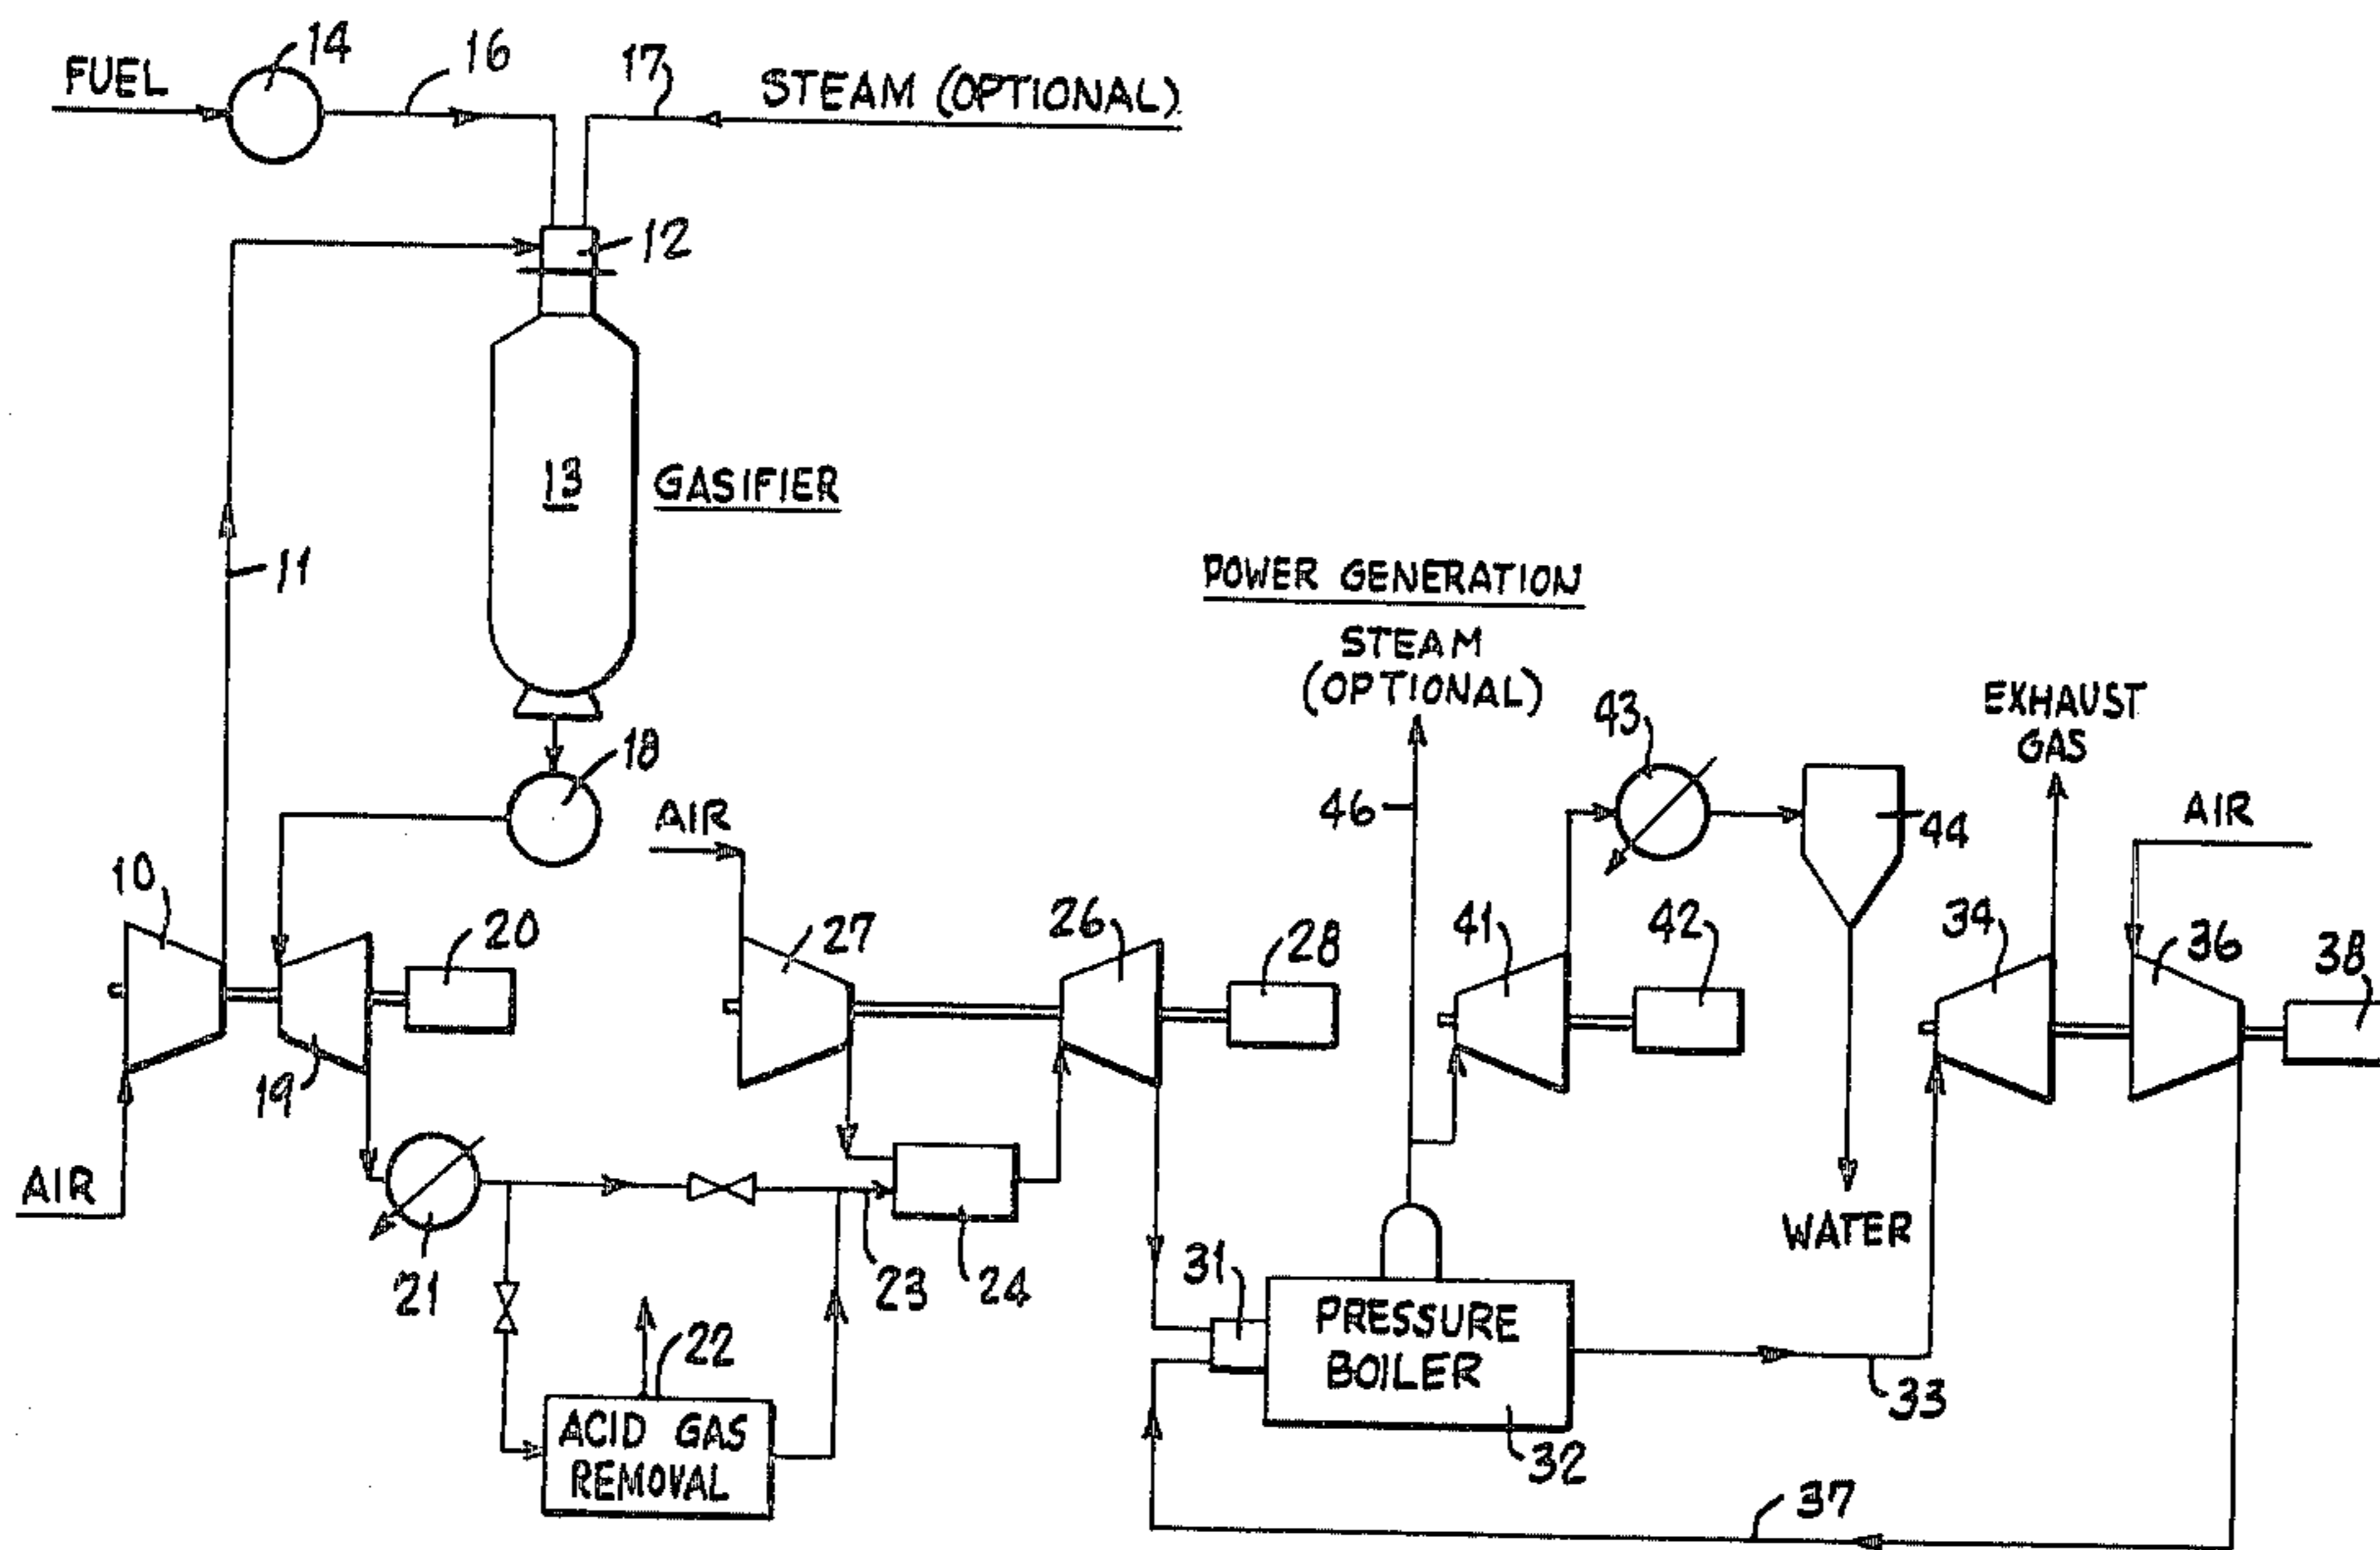 FUEL
14
16
17
STEAM (OPTIONAL)
12
13
GASIFIER
11
POWER GENERATION
STEAM
(OPTIONAL)
18
43
EXHAUST
GAS
AIR
46
44
AIR
10
20
27
26
28
41
42
34
36
38
19
AIR
21
23
24
31
WATER
22
PRESSURE
BOILER
33
ACID GAS
REMOVAL
32
37